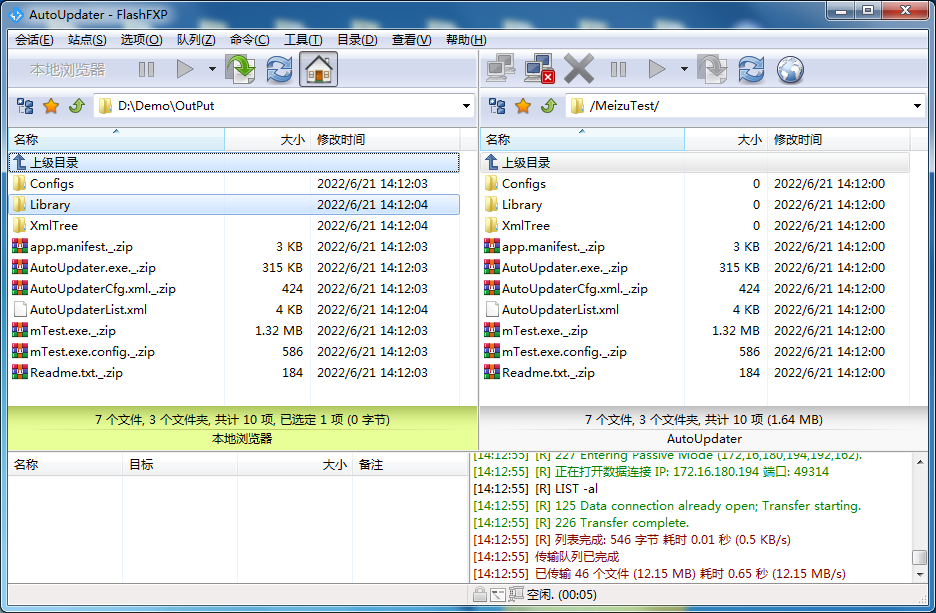 AutoUpdater - FlashFXP
会话(E) 站点(S) 选项(O) 队列(Z) 命令(C) 工具(T) 目录(D) 查看(V) 帮助(H)
本地浏览器
D:\Demo\OutPut
名称 大小 修改时间
上级目录
Configs 2022/6/21 14:12:03
Library 2022/6/21 14:12:04
XmlTree 2022/6/21 14:12:04
app.manifest._.zip 3 KB 2022/6/21 14:12:03
AutoUpdater.exe._.zip 315 KB 2022/6/21 14:12:03
AutoUpdaterCfg.xml._.zip 424 2022/6/21 14:12:03
AutoUpdaterList.xml 4 KB 2022/6/21 14:12:04
mTest.exe._.zip 1.32 MB 2022/6/21 14:12:03
mTest.exe.config._.zip 586 2022/6/21 14:12:03
Readme.txt._.zip 184 2022/6/21 14:12:03
7 个文件, 3 个文件夹, 共计 10 项, 已选定 1 项 (0 字节)
本地浏览器
/MeizuTest/
名称 大小 修改时间
上级目录
Configs 0 2022/6/21 14:12:00
Library 0 2022/6/21 14:12:00
XmlTree 0 2022/6/21 14:12:00
app.manifest._.zip 3 KB 2022/6/21 14:12:00
AutoUpdater.exe._.zip 315 KB 2022/6/21 14:12:00
AutoUpdaterCfg.xml._.zip 424 2022/6/21 14:12:00
AutoUpdaterList.xml 4 KB 2022/6/21 14:12:00
mTest.exe._.zip 1.32 MB 2022/6/21 14:12:00
mTest.exe.config._.zip 586 2022/6/21 14:12:00
Readme.txt._.zip 184 2022/6/21 14:12:00
7 个文件, 3 个文件夹, 共计 10 项 (1.64 MB)
AutoUpdater
名称 目标 大小 备注
[14:12:55] [R] 227 Entering Passive Mode (172,16,180,194,192,162).
[14:12:55] [R] 正在打开数据连接 IP: 172.16.180.194 端口: 49314
[14:12:55] [R] LIST -al
[14:12:55] [R] 125 Data connection already open; Transfer starting.
[14:12:55] [R] 226 Transfer complete.
[14:12:55] [R] 列表完成: 546 字节 耗时 0.01 秒 (0.5 KB/s)
[14:12:55] 传输队列已完成
[14:12:55] 已传输 46 个文件 (12.15 MB) 耗时 0.65 秒 (12.15 MB/s)
空闲. (00:05)